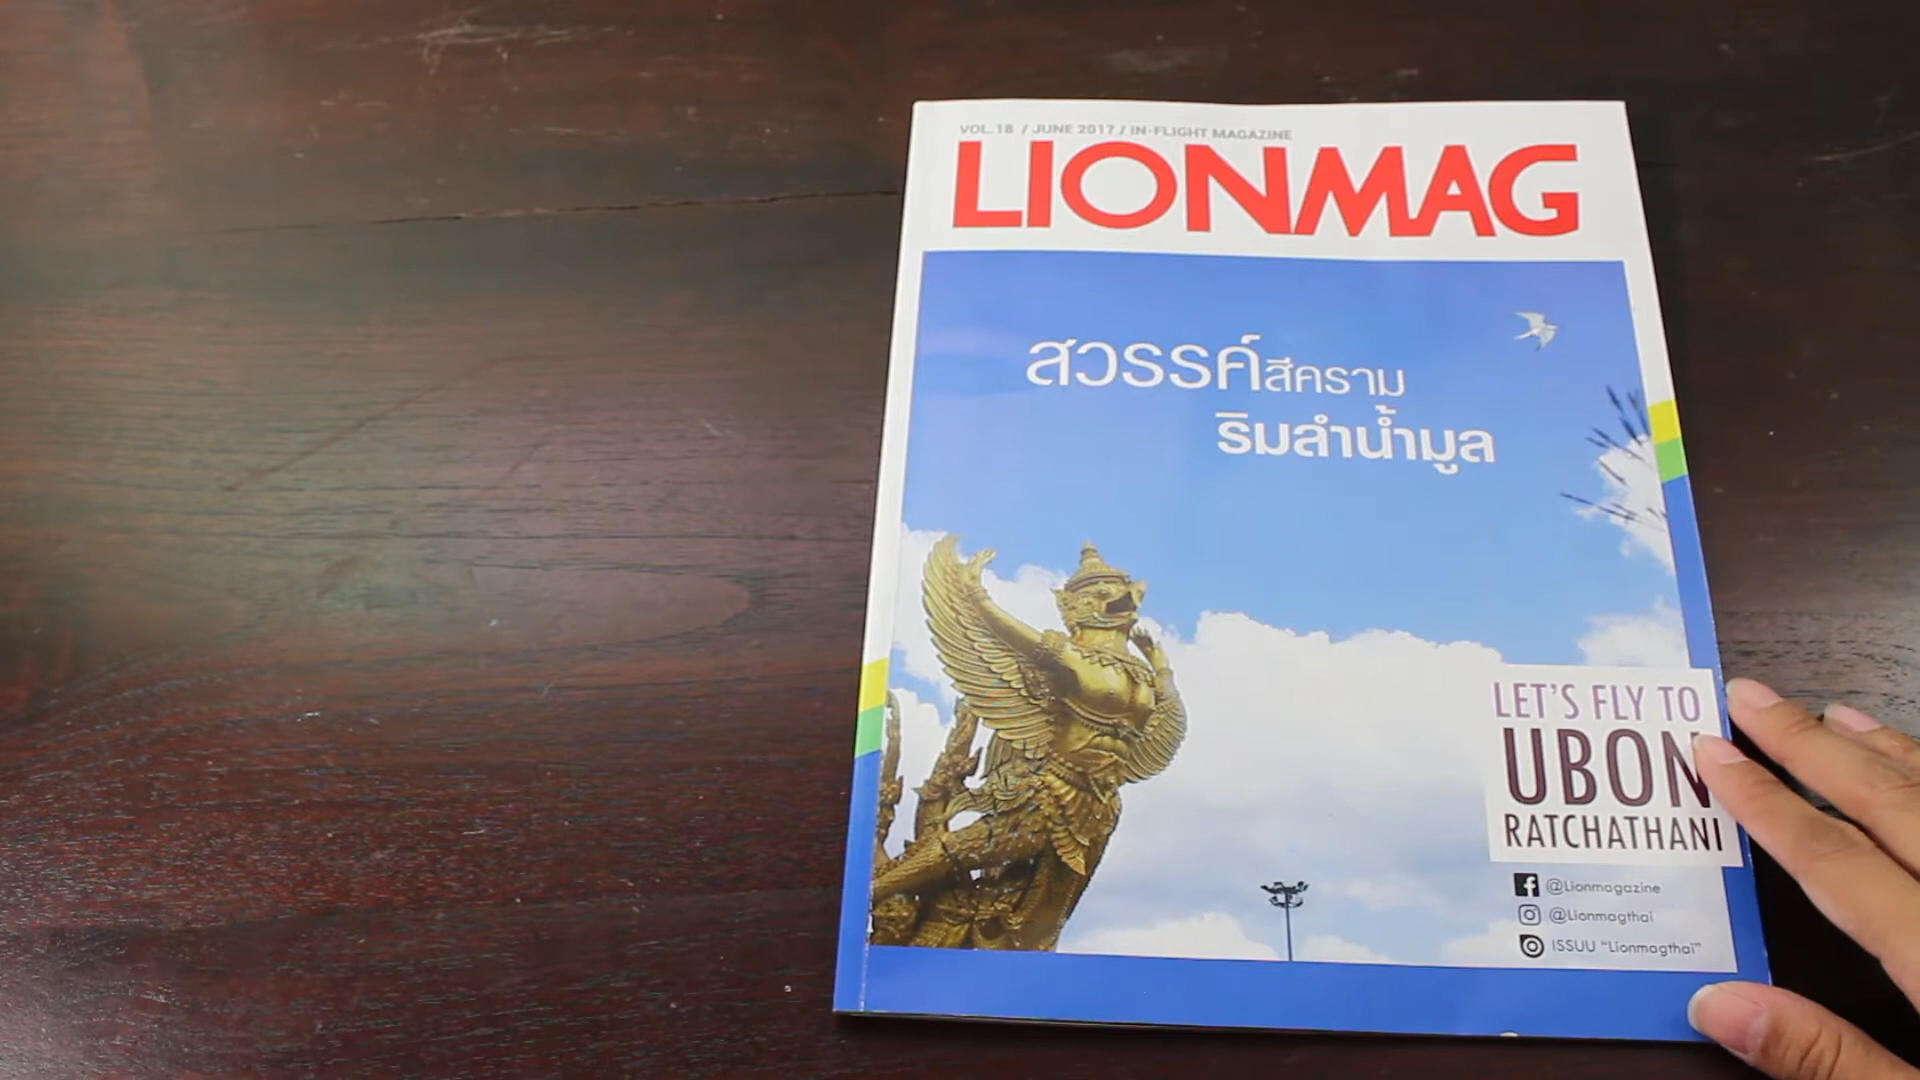 VOL.18 / JUNE 2017 / IN-FLIGHT MAGAZINE
LIONMAG
สวรรค์สีคราม
ริมลำน้ำมูล
LET'S FLY TO
UBON
RATCHATHANI
@Lionmagazine
@Lionmagthai
ISSUU "Lionmagthai"